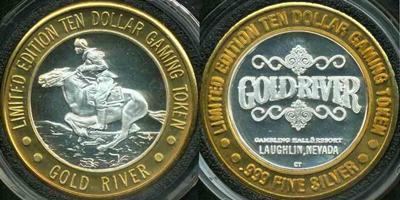 LIMITED EDITION TEN DOLLAR GAMING TOKEN
GOLD RIVER
LIMITED EDITION TEN DOLLAR GAMING TOKEN
GOLD RIVER
GAMBLING HALL & RESORT
LAUGHLIN, NEVADA
CT
.999 FINE SILVER